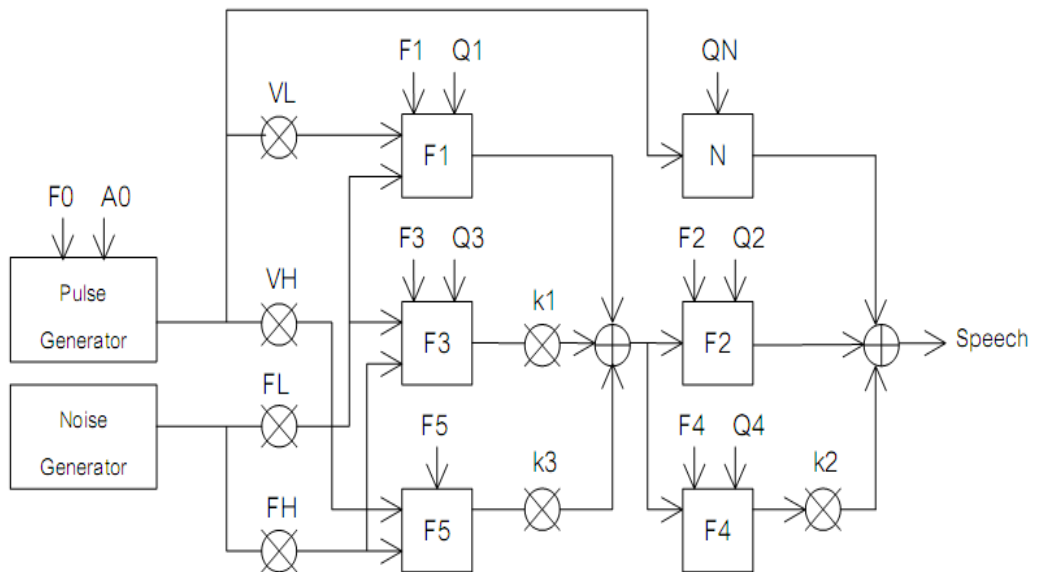 F1 Q1
QN
VL
F1
N
F0 A0
F3 Q3
F2 Q2
Pulse
Generator
VH
k1
F3
F2
Speech
Noise
Generator
FL
F5
F4 Q4
k3
k2
FH
F5
F4